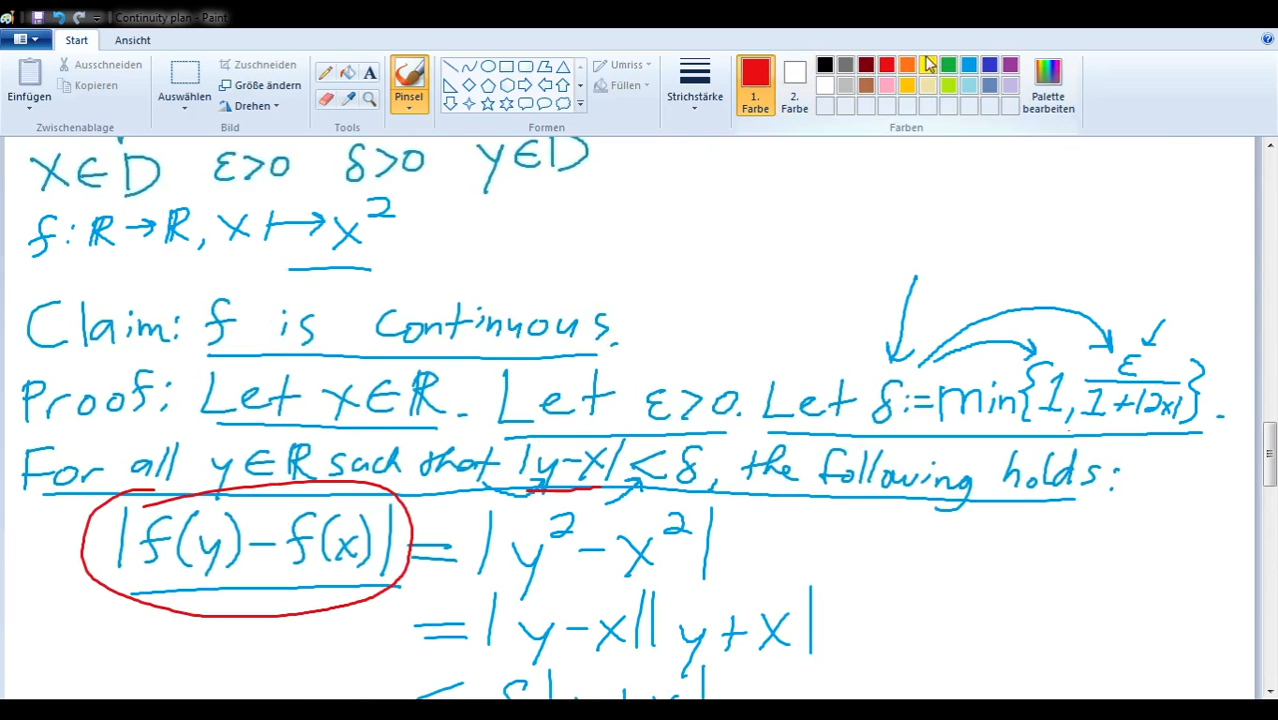 Continuity plan - Paint
Start Ansicht
Einfügen
Ausschneiden
Kopieren
Zwischenablage
Auswählen
Zuschneiden
Größe ändern
Drehen
Bild
A
Pinsel
Tools
Umriss
Füllen
Formen
Strichstärke
1. Farbe
2. Farbe
Palette bearbeiten
Farben
x∈D ε>0 δ>0 y∈D
f: ℝ→ℝ, x↦x²
Claim: f is continuous.
Proof: Let x∈ℝ. Let ε>0. Let δ:=min{1, ε/(1+|2x|)}.
For all y∈ℝ such that |y-x|<δ, the following holds:
|f(y)-f(x)| = |y²-x²|
= |y-x||y+x|